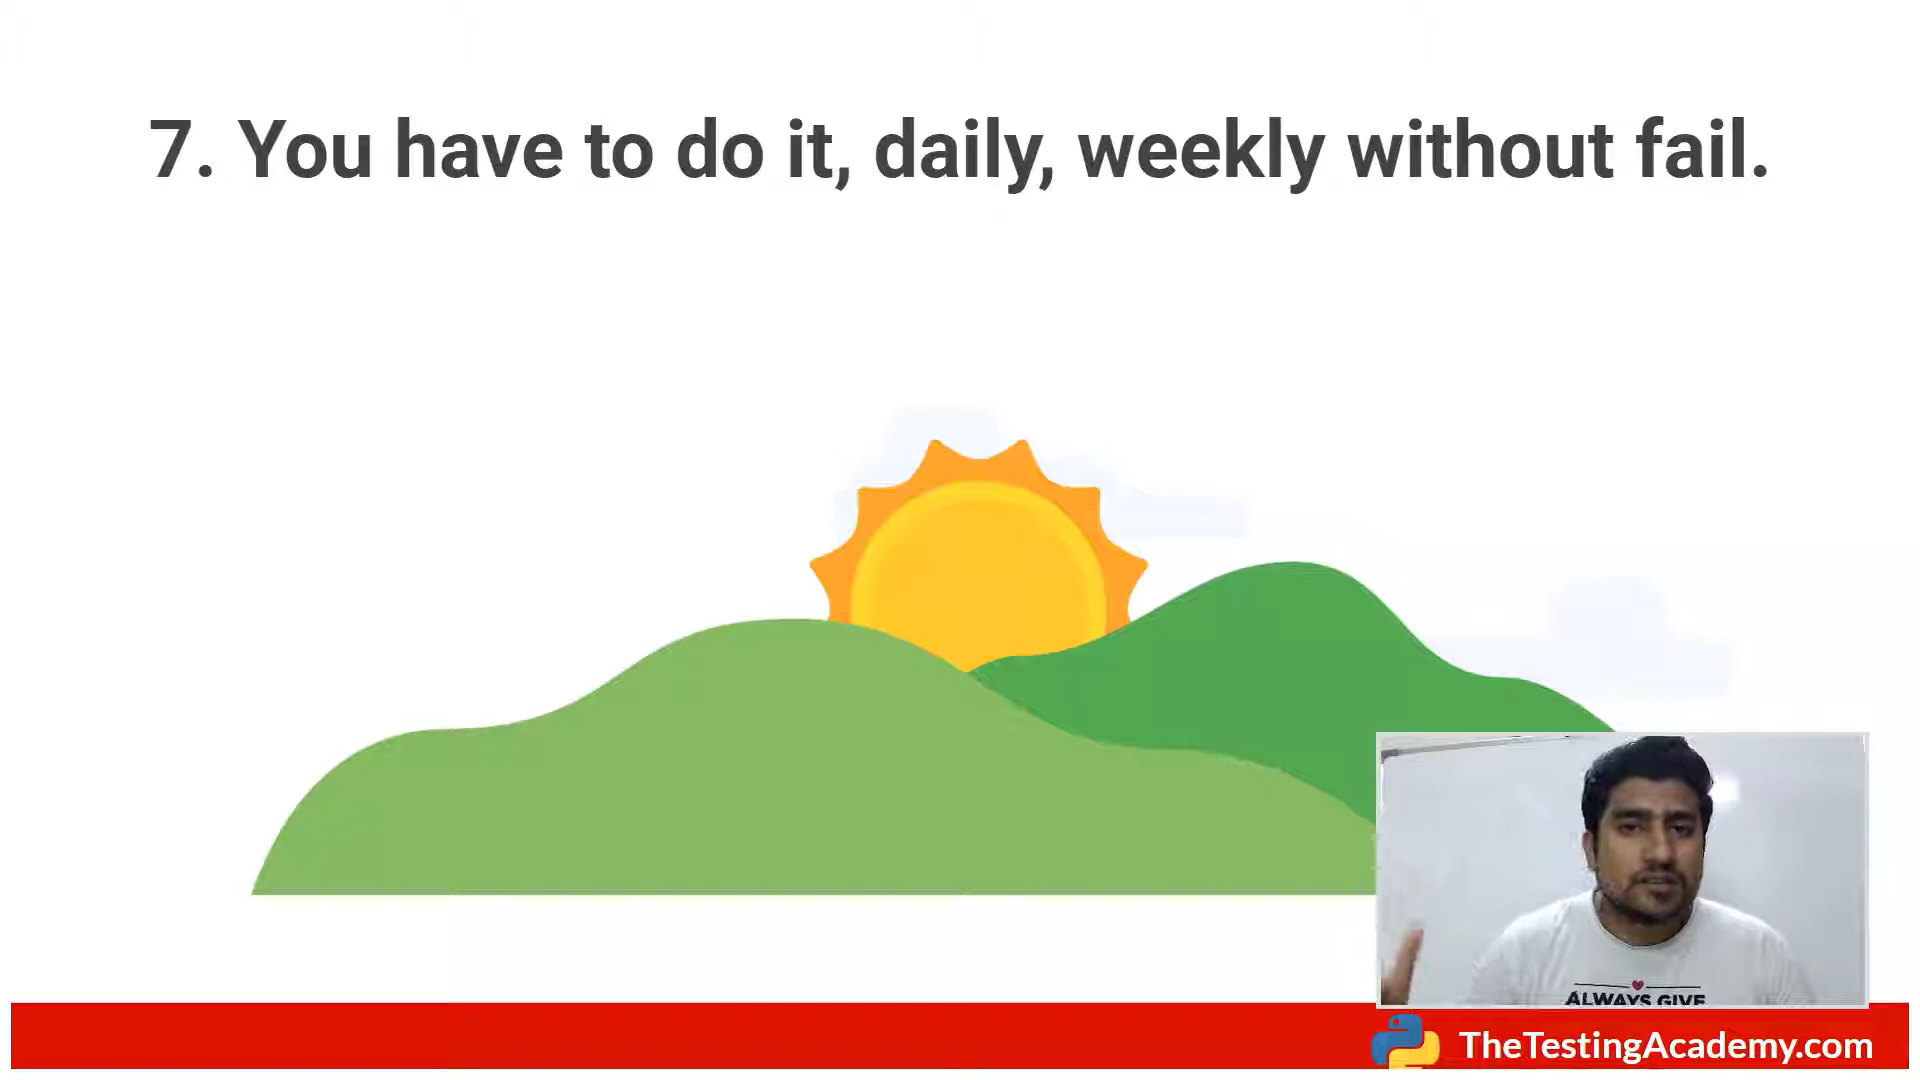 7. You have to do it, daily, weekly without fail.
ALWAYS GIVE
TheTestingAcademy.com